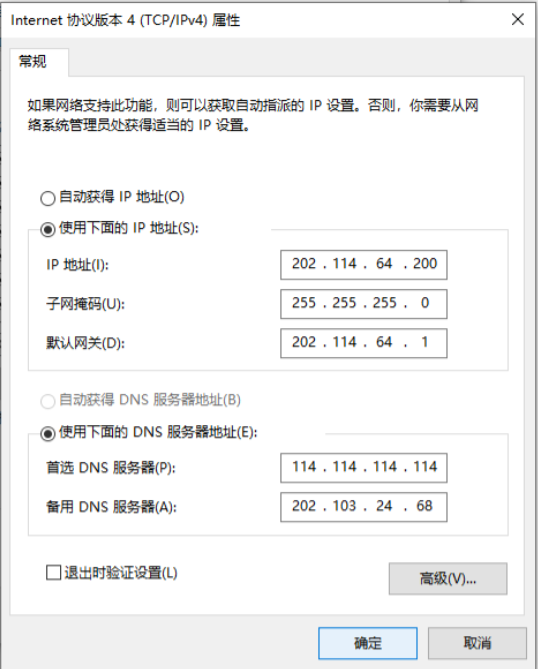 Internet 协议版本 4 (TCP/IPv4) 属性
常规
如果网络支持此功能，则可以获取自动指派的 IP 设置。否则，你需要从网
络系统管理员处获得适当的 IP 设置。
自动获得 IP 地址(O)
使用下面的 IP 地址(S):
IP 地址(I): 202 . 114 . 64 . 200
子网掩码(U): 255 . 255 . 255 . 0
默认网关(D): 202 . 114 . 64 . 1
自动获得 DNS 服务器地址(B)
使用下面的 DNS 服务器地址(E):
首选 DNS 服务器(P): 114 . 114 . 114 . 114
备用 DNS 服务器(A): 202 . 103 . 24 . 68
退出时验证设置(L)
高级(V)...
确定 取消